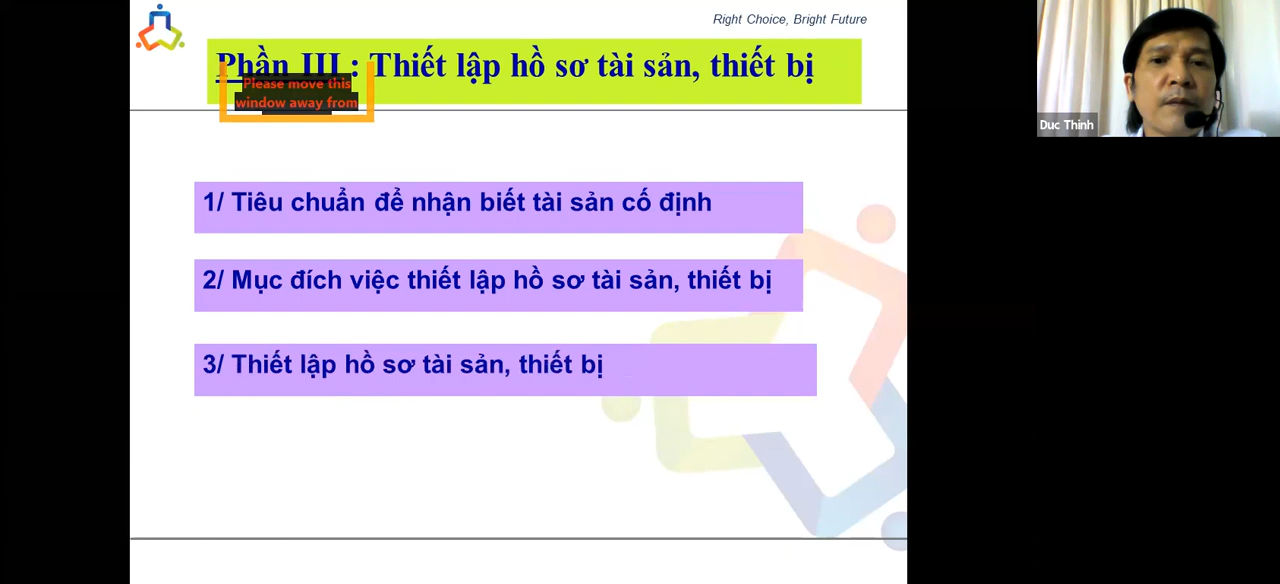 Right Choice, Bright Future
Phần III : Thiết lập hồ sơ tài sản, thiết bị
Please move this
window away from
1/ Tiêu chuẩn để nhận biết tài sản cố định
2/ Mục đích việc thiết lập hồ sơ tài sản, thiết bị
3/ Thiết lập hồ sơ tài sản, thiết bị
Duc Thinh